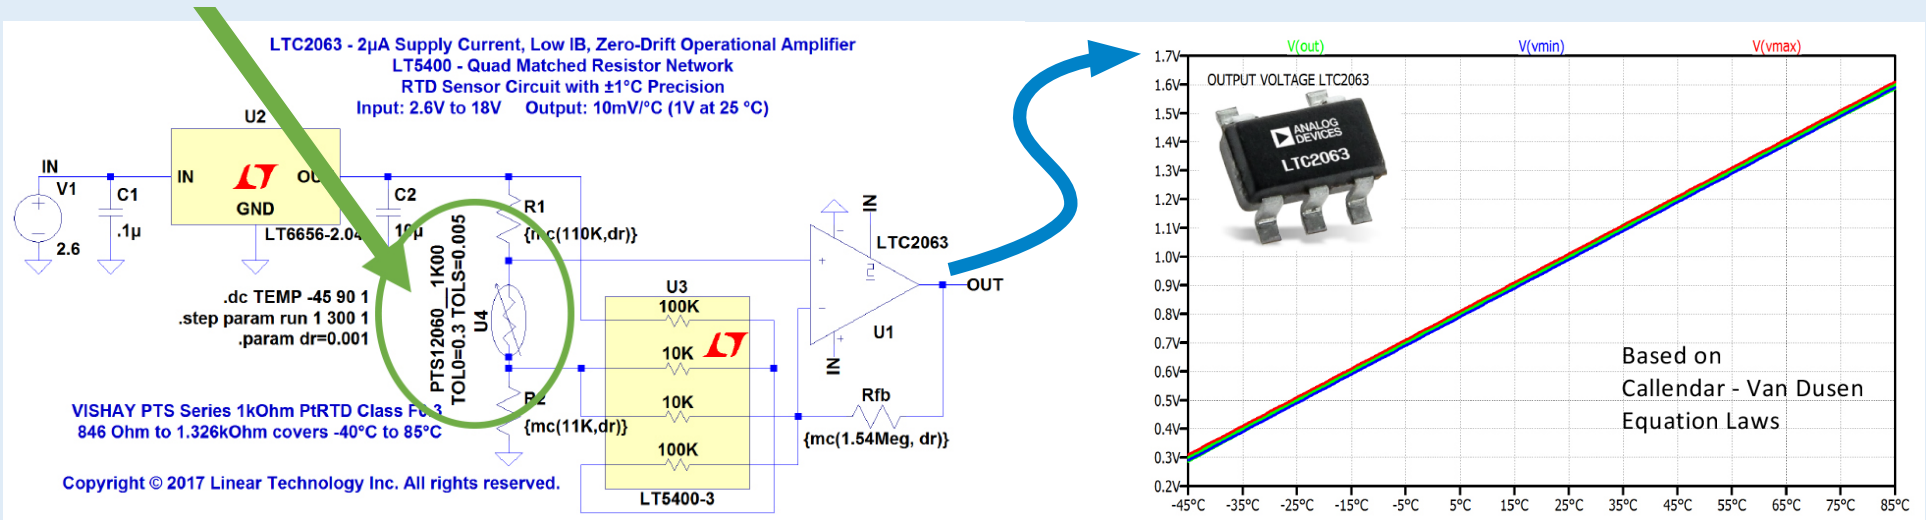 LTC2063 - 2µA Supply Current, Low IB, Zero-Drift Operational Amplifier
LT5400 - Quad Matched Resistor Network
RTD Sensor Circuit with ±1°C Precision
Input: 2.6V to 18V Output: 10mV/°C (1V at 25 °C)
U2
IN
V1
2.6
C1
.1µ
IN
GND
LT6656-2.04
C2
R1
{mc(110K,dr)}
PTS12060__1K00
TOL0=0.3 TOLS=0.005
U4
R2
{mc(11K,dr)}
.dc TEMP -45 90 1
.step param run 1 300 1
.param dr=0.001
VISHAY PTS Series 1kOhm PtRTD Class F0.3
846 Ohm to 1.326kOhm covers -40°C to 85°C
Copyright © 2017 Linear Technology Inc. All rights reserved.
U3
100K
10K
10K
100K
LT5400-3
IN
LTC2063
OUT
U1
IN
Rfb
{mc(1.54Meg, dr)}
V(out) V(vmin) V(vmax)
OUTPUT VOLTAGE LTC2063
ANALOG
DEVICES
LTC2063
1.7V
1.6V
1.5V
1.4V
1.3V
1.2V
1.1V
1.0V
0.9V
0.8V
0.7V
0.6V
0.5V
0.4V
0.3V
0.2V
Based on
Callendar - Van Dusen
Equation Laws
-45°C -35°C -25°C -15°C -5°C 5°C 15°C 25°C 35°C 45°C 55°C 65°C 75°C 85°C